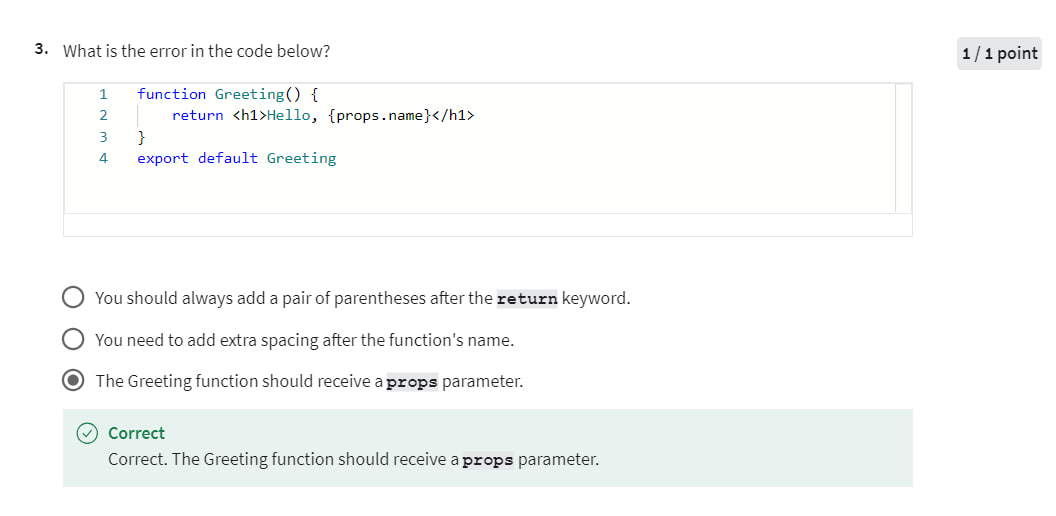 3. What is the error in the code below?
1 / 1 point
1 function Greeting() {
2     return <h1>Hello, {props.name}</h1>
3 }
4 export default Greeting
You should always add a pair of parentheses after the return keyword.
You need to add extra spacing after the function's name.
The Greeting function should receive a props parameter.
Correct
Correct. The Greeting function should receive a props parameter.